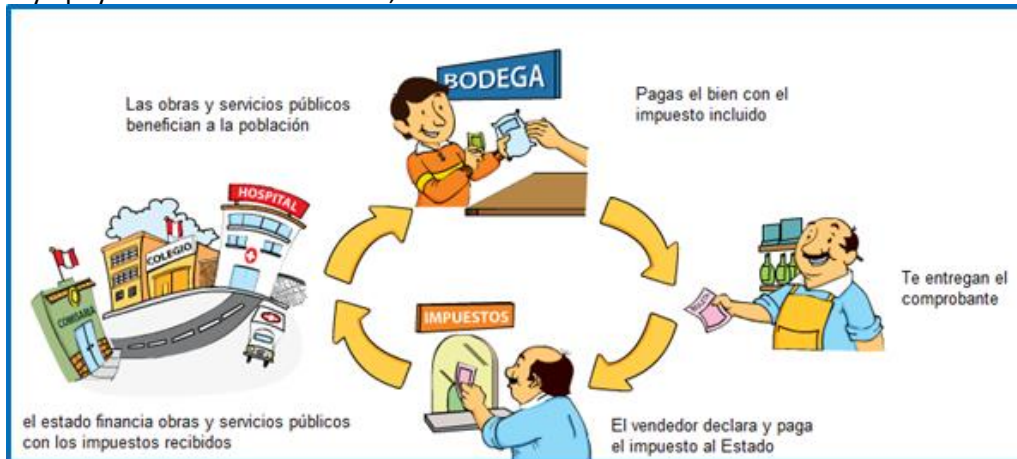 BODEGA
Las obras y servicios públicos
benefician a la población
Pagas el bien con el
impuesto incluido
HOSPITAL
COLEGIO
COMISARIA
Te entregan el
comprobante
BOLETA
IMPUESTOS
el estado financia obras y servicios públicos
con los impuestos recibidos
El vendedor declara y paga
el impuesto al Estado